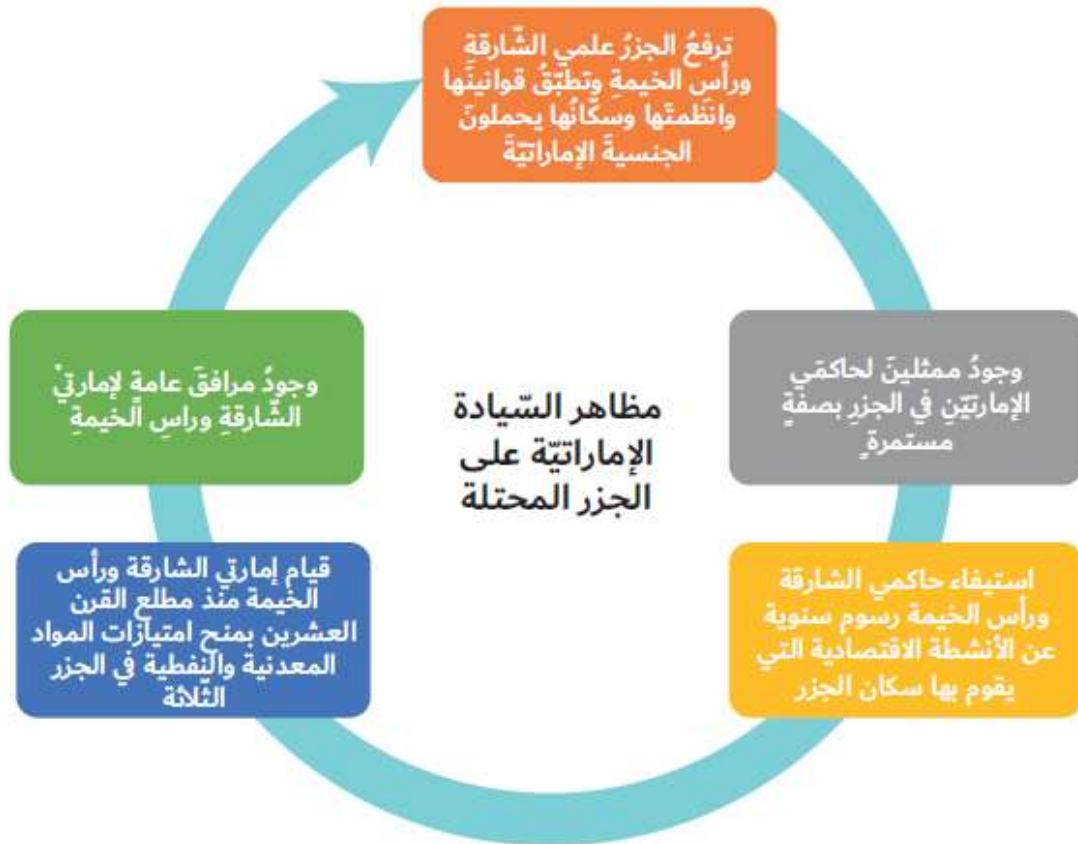 ترفعُ الجزرُ علمي الشّارقةِ
ورأسِ الخيمةِ وتطبّقُ قوانينَها
وانظمتَها وسكّانُها يحملونَ
الجنسيةَ الإماراتيّةَ
وجودُ ممثلينَ لحاكمَي
الإمارتيّنِ في الجزرِ بصفةٍ
مستمرةٍ
استيفاء حاكمي الشارقة
ورأس الخيمة رسوم سنوية
عن الأنشطة الاقتصادية التي
يقوم بها سكان الجزر
قيام إمارتي الشارقة ورأس
الخيمة منذ مطلع القرن
العشرين بمنح امتيازات المواد
المعدنية والنفطية في الجزر
الثّلاثة
وجودُ مرافقَ عامةٍ لإمارتيْ
الشّارقةِ وراسِ الخيمةِ
مظاهر السّيادة
الإماراتيّة على
الجزر المحتلة